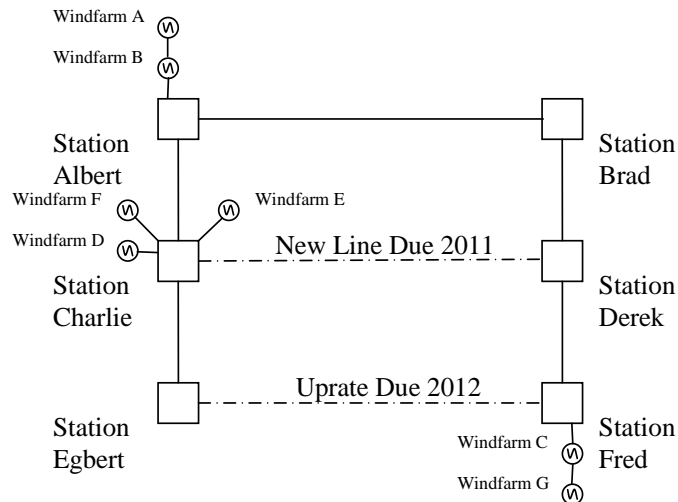 Windfarm A
Windfarm B
Station
Albert
Station
Brad
Windfarm F
Windfarm E
Windfarm D
New Line Due 2011
Station
Charlie
Station
Derek
Uprate Due 2012
Station
Egbert
Windfarm C
Station
Fred
Windfarm G